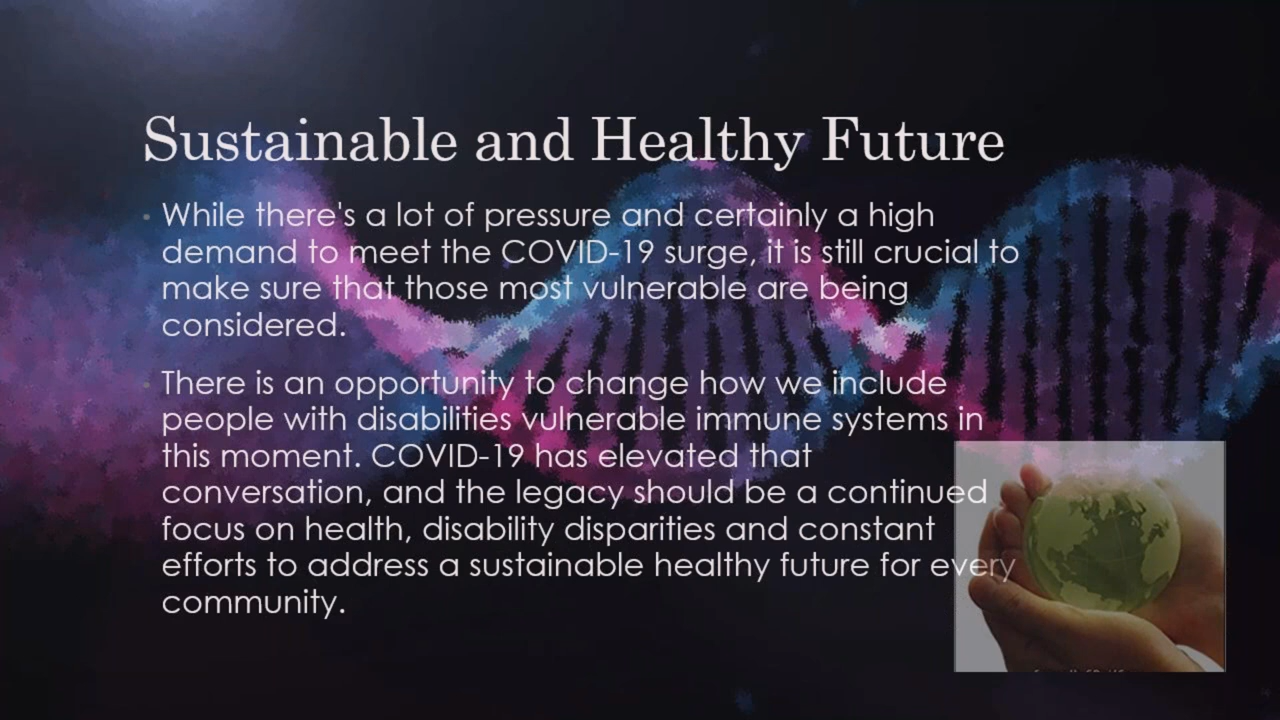 Sustainable and Healthy Future
While there's a lot of pressure and certainly a high
demand to meet the COVID-19 surge, it is still crucial to
make sure that those most vulnerable are being
considered.
There is an opportunity to change how we include
people with disabilities vulnerable immune systems in
this moment. COVID-19 has elevated that
conversation, and the legacy should be a continued
focus on health, disability disparities and constant
efforts to address a sustainable healthy future for every
community.